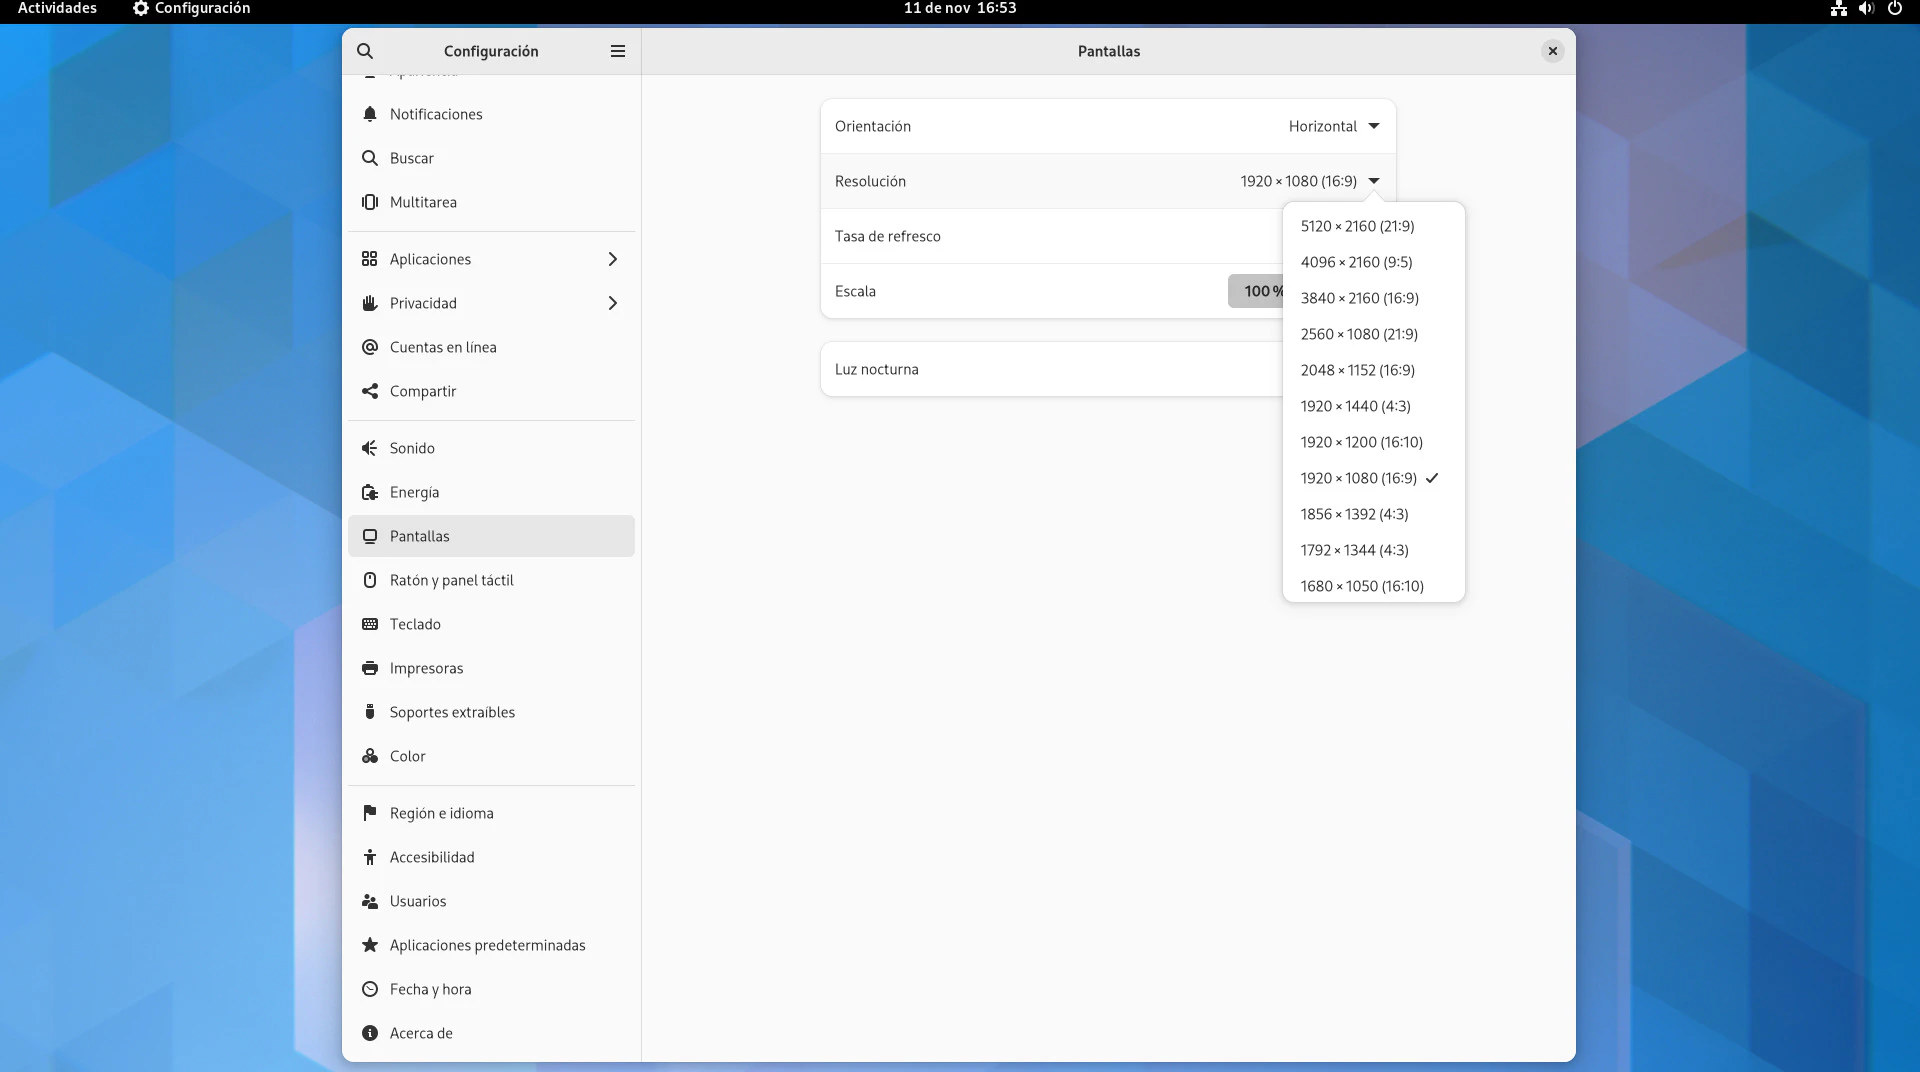 Actividades
Configuración
11 de nov 16:53
Configuración
Pantallas
Notificaciones
Buscar
Multitarea
Aplicaciones
Privacidad
Cuentas en línea
Compartir
Sonido
Energía
Pantallas
Ratón y panel táctil
Teclado
Impresoras
Soportes extraíbles
Color
Región e idioma
Accesibilidad
Usuarios
Aplicaciones predeterminadas
Fecha y hora
Acerca de
Orientación
Horizontal
Resolución
1920 × 1080 (16:9)
Tasa de refresco
Escala
100 %
Luz nocturna
5120 × 2160 (21:9)
4096 × 2160 (9:5)
3840 × 2160 (16:9)
2560 × 1080 (21:9)
2048 × 1152 (16:9)
1920 × 1440 (4:3)
1920 × 1200 (16:10)
1920 × 1080 (16:9)
1856 × 1392 (4:3)
1792 × 1344 (4:3)
1680 × 1050 (16:10)